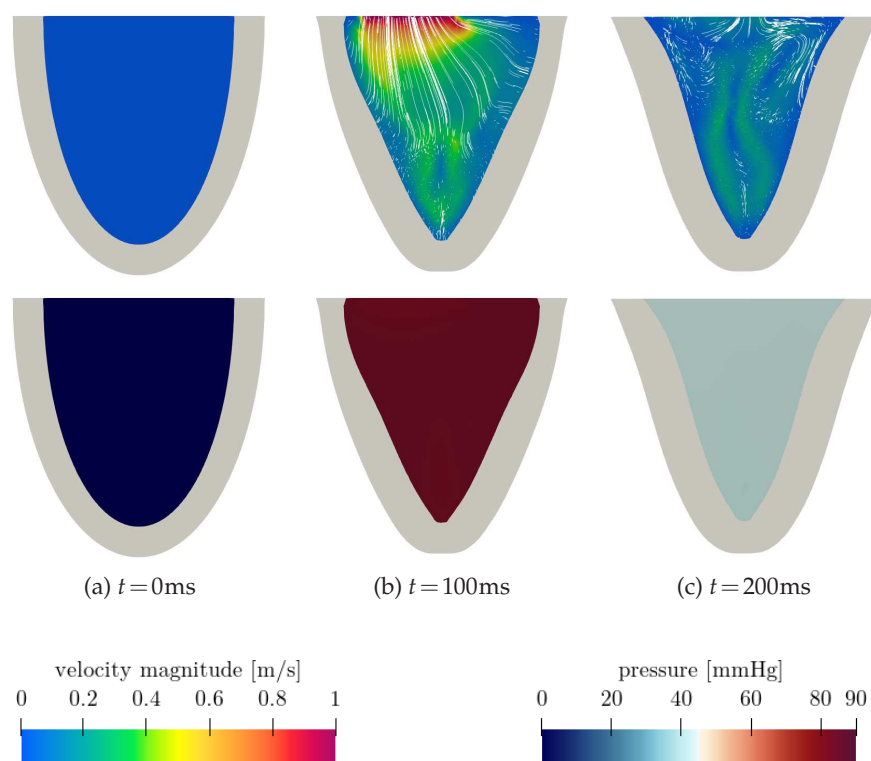 (a) t=0ms
(b) t=100ms
(c) t=200ms
velocity magnitude [m/s]
0 0.2 0.4 0.6 0.8 1
pressure [mmHg]
0 20 40 60 80 90